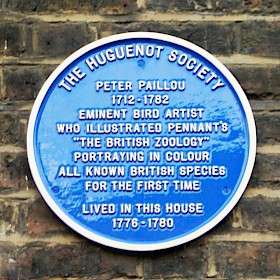 THE HUGUENOT SOCIETY
PETER PAILLOU
1712-1782
EMINENT BIRD ARTIST
WHO ILLUSTRATED PENNANT'S
"THE BRITISH ZOOLOGY"
PORTRAYING IN COLOUR
ALL KNOWN BRITISH SPECIES
FOR THE FIRST TIME
LIVED IN THIS HOUSE
1776-1780